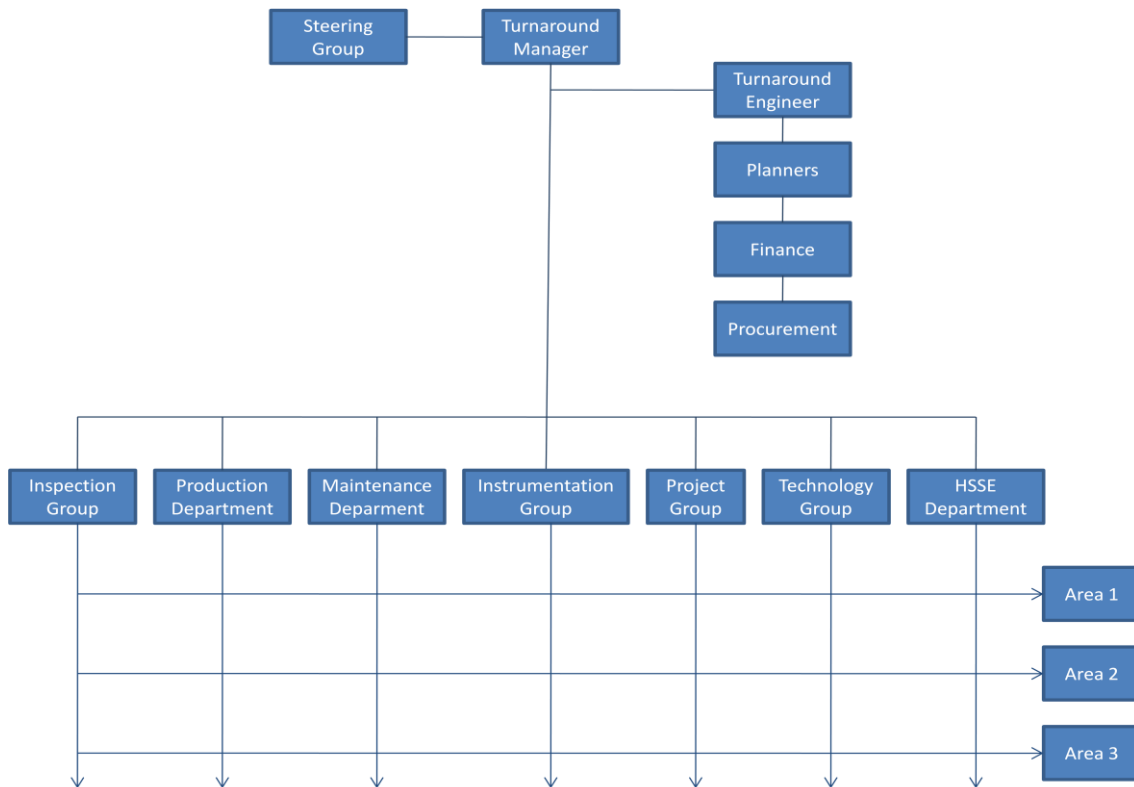 Steering
Group
Turnaround
Manager
Turnaround
Engineer
Planners
Finance
Procurement
Inspection
Group
Production
Department
Maintenance
Deparment
Instrumentation
Group
Project
Group
Technology
Group
HSSE
Department
Area 1
Area 2
Area 3